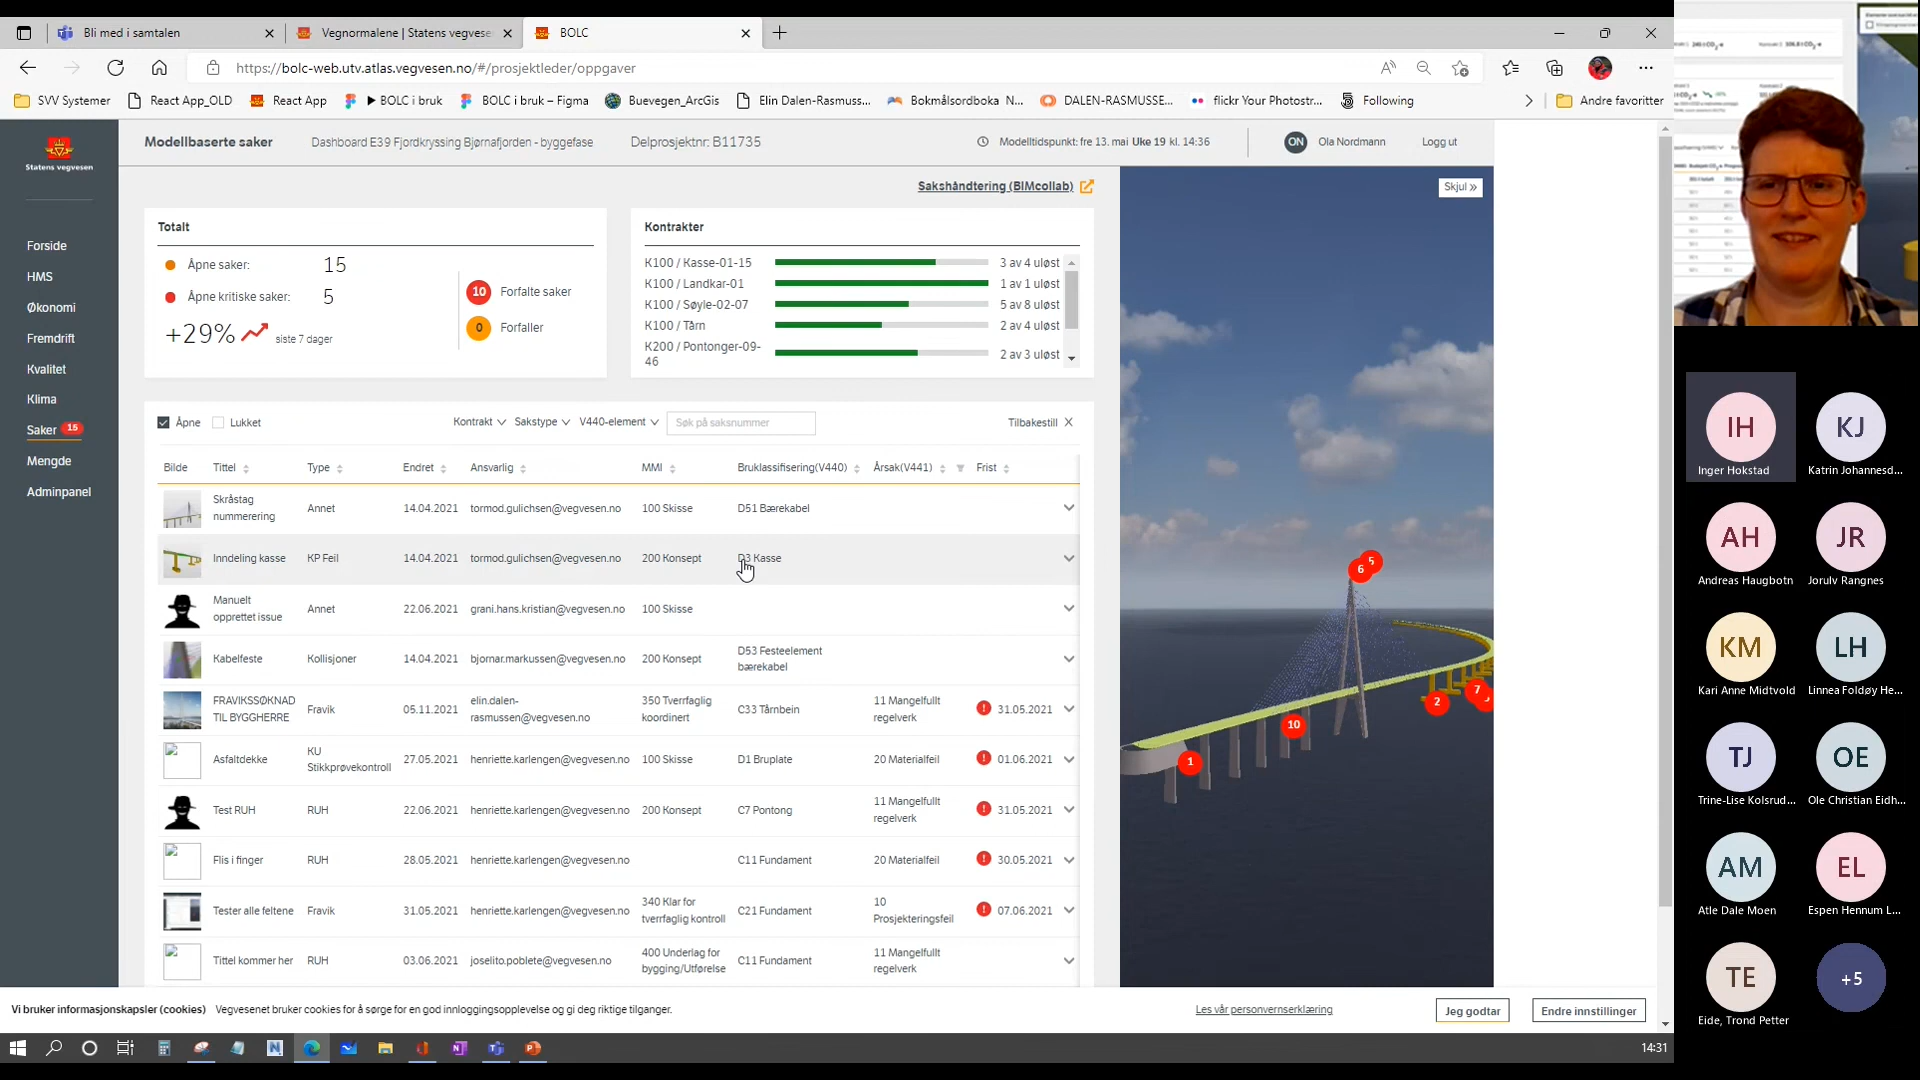 Bli med i samtalen
Vegnormalene | Statens vegvese
BOLC
https://bolc-web.utv.atlas.vegvesen.no/#/prosjektleder/oppgaver
SVV Systemer
React App_OLD
React App
BOLC i bruk
BOLC i bruk – Figma
Buevegen_ArcGis
Elin Dalen-Rasmuss...
Bokmålsordboka N...
DALEN-RASMUSSE...
flickr Your Photostr...
Following
Andre favoritter
Statens vegvesen
Modellbaserte saker
Dashboard E39 Fjordkryssing Bjørnafjorden - byggefase
Delprosjektnr: B11735
Modelltidspunkt: fre 13. mai Uke 19 kl. 14:36
ON
Ola Nordmann
Logg ut
Forside
HMS
Økonomi
Fremdrift
Kvalitet
Klima
Saker 15
Mengde
Adminpanel
Sakshåndtering (BIMcollab)
Skjul »
Totalt
Åpne saker: 15
Åpne kritiske saker: 5
+29% siste 7 dager
10 Forfalte saker
0 Forfaller
Kontrakter
K100 / Kasse-01-15 3 av 4 uløst
K100 / Landkar-01 1 av 1 uløst
K100 / Søyle-02-07 5 av 8 uløst
K100 / Tårn 2 av 4 uløst
K200 / Pontonger-09-
46 2 av 3 uløst
Åpne Lukket Kontrakt Sakstype V440-element Søk på saksnummer Tilbakestill X
Bilde Tittel Type Endret Ansvarlig MMI Bruklassifisering(V440) Årsak(V441) Frist
Skråstag
nummerering Annet 14.04.2021 tormod.gulichsen@vegvesen.no 100 Skisse D51 Bærekabel
Inndeling kasse KP Feil 14.04.2021 tormod.gulichsen@vegvesen.no 200 Konsept D3 Kasse
Manuelt
opprettet issue Annet 22.06.2021 grani.hans.kristian@vegvesen.no 100 Skisse
Kabelfeste Kollisjoner 14.04.2021 bjornar.markussen@vegvesen.no 200 Konsept D53 Festeelement
bærekabel
FRAVIKSSØKNAD
TIL BYGGHERRE Fravik 05.11.2021 elin.dalen-
rasmussen@vegvesen.no 350 Tverrfaglig
koordinert C33 Tårnbein 11 Mangelfullt
regelverk 31.05.2021
Asfaltdekke KU
Stikkprøvekontroll 27.05.2021 henriette.karlengen@vegvesen.no 100 Skisse D1 Bruplate 20 Materialfeil 01.06.2021
Test RUH RUH 22.06.2021 henriette.karlengen@vegvesen.no 200 Konsept C7 Pontong 11 Mangelfullt
regelverk 31.05.2021
Flis i finger RUH 28.05.2021 henriette.karlengen@vegvesen.no C11 Fundament 20 Materialfeil 30.05.2021
Tester alle feltene Fravik 31.05.2021 henriette.karlengen@vegvesen.no 340 Klar for
tverrfaglig kontroll C21 Fundament 10
Prosjekteringsfeil 07.06.2021
Tittel kommer her RUH 03.06.2021 joselito.poblete@vegvesen.no 400 Underlag for
bygging/Utførelse C11 Fundament 11 Mangelfullt
regelverk
6
5
2
7
10
1
Vi bruker informasjonskapsler (cookies) Vegvesenet bruker cookies for å sørge for en god innloggingsopplevelse og gi deg riktige tilganger.
Les vår personvernserklæring
Jeg godtar
Endre innstillinger
14:31
IH
Inger Hokstad
KJ
Katrin Johannesd...
AH
Andreas Haugbotn
JR
Jorulv Rangnes
KM
Kari Anne Midtvold
LH
Linnea Foldøy He...
TJ
Trine-Lise Kolsrud...
OE
Ole Christian Eidh...
AM
Atle Dale Moen
EL
Espen Hennum L...
TE
Eide, Trond Petter
+5